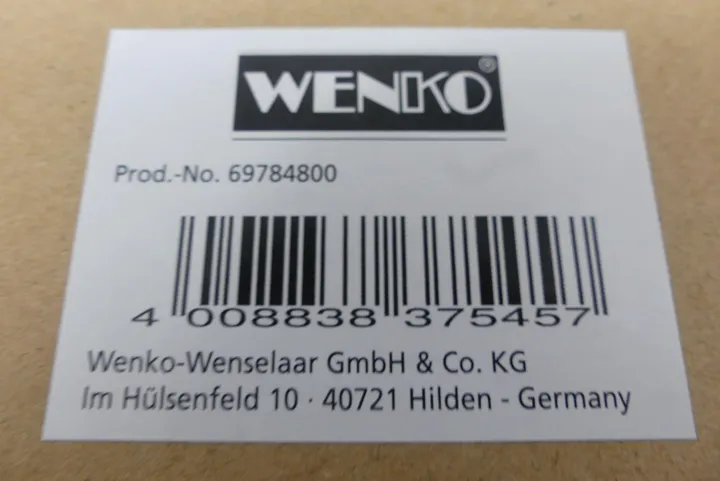 WENKO®
Prod.-No. 69784800
4 008838 375457
Wenko-Wenselaar GmbH & Co. KG
Im Hülsenfeld 10 · 40721 Hilden - Germany